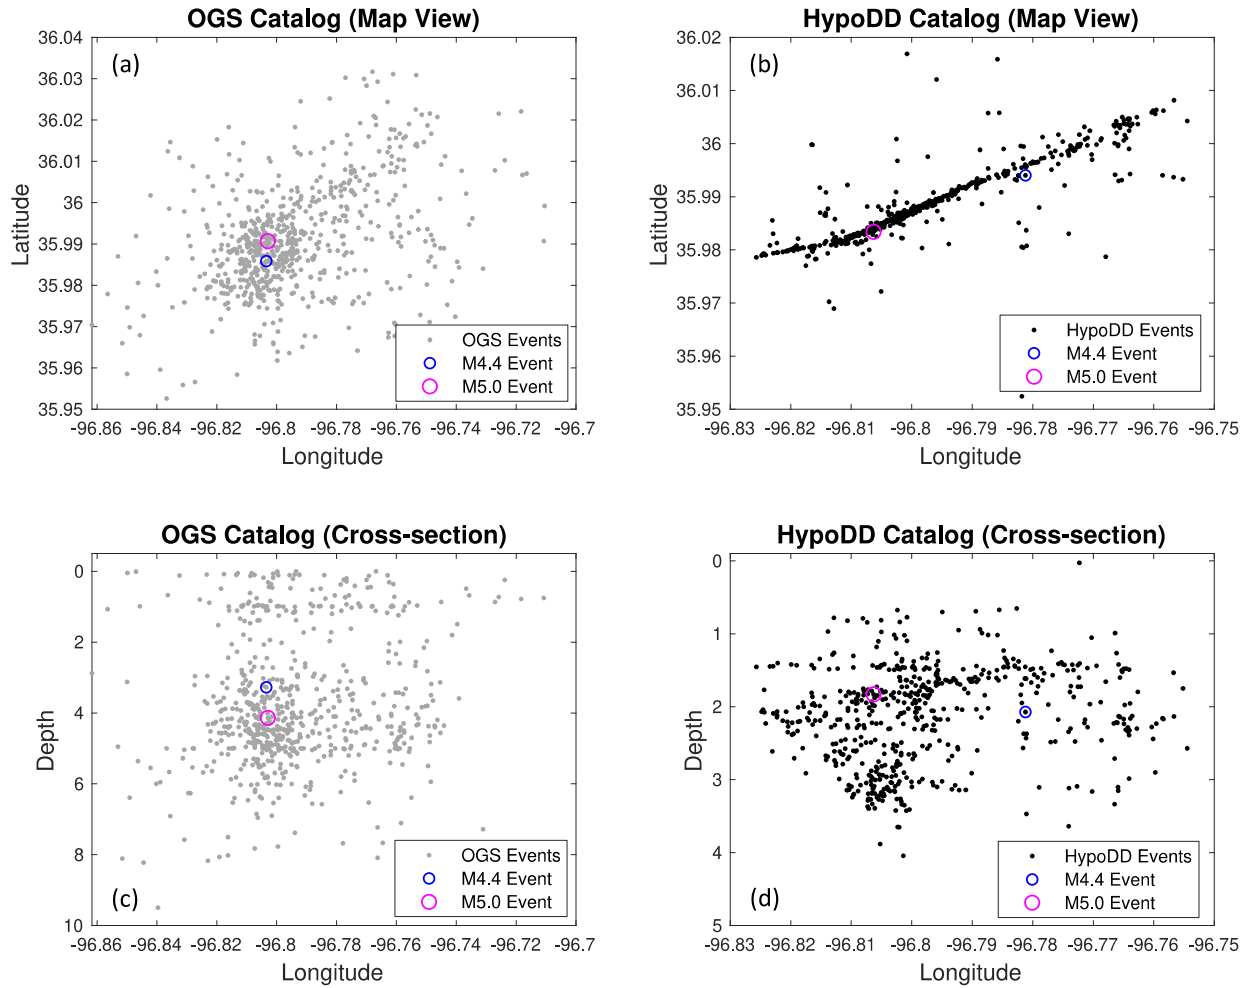 OGS Catalog (Map View)
(a)
36.04
36.03
36.02
36.01
36
35.99
35.98
35.97
35.96
35.95
Latitude
OGS Events
M4.4 Event
M5.0 Event
-96.86 -96.84 -96.82 -96.8 -96.78 -96.76 -96.74 -96.72 -96.7
Longitude
HypoDD Catalog (Map View)
(b)
36.02
36.01
36
35.99
35.98
35.97
35.96
35.95
Latitude
HypoDD Events
M4.4 Event
M5.0 Event
-96.83 -96.82 -96.81 -96.8 -96.79 -96.78 -96.77 -96.76 -96.75
Longitude
OGS Catalog (Cross-section)
0
2
4
6
8
10
Depth
(c)
OGS Events
M4.4 Event
M5.0 Event
-96.86 -96.84 -96.82 -96.8 -96.78 -96.76 -96.74 -96.72 -96.7
Longitude
HypoDD Catalog (Cross-section)
0
1
2
3
4
5
Depth
(d)
HypoDD Events
M4.4 Event
M5.0 Event
-96.83 -96.82 -96.81 -96.8 -96.79 -96.78 -96.77 -96.76 -96.75
Longitude